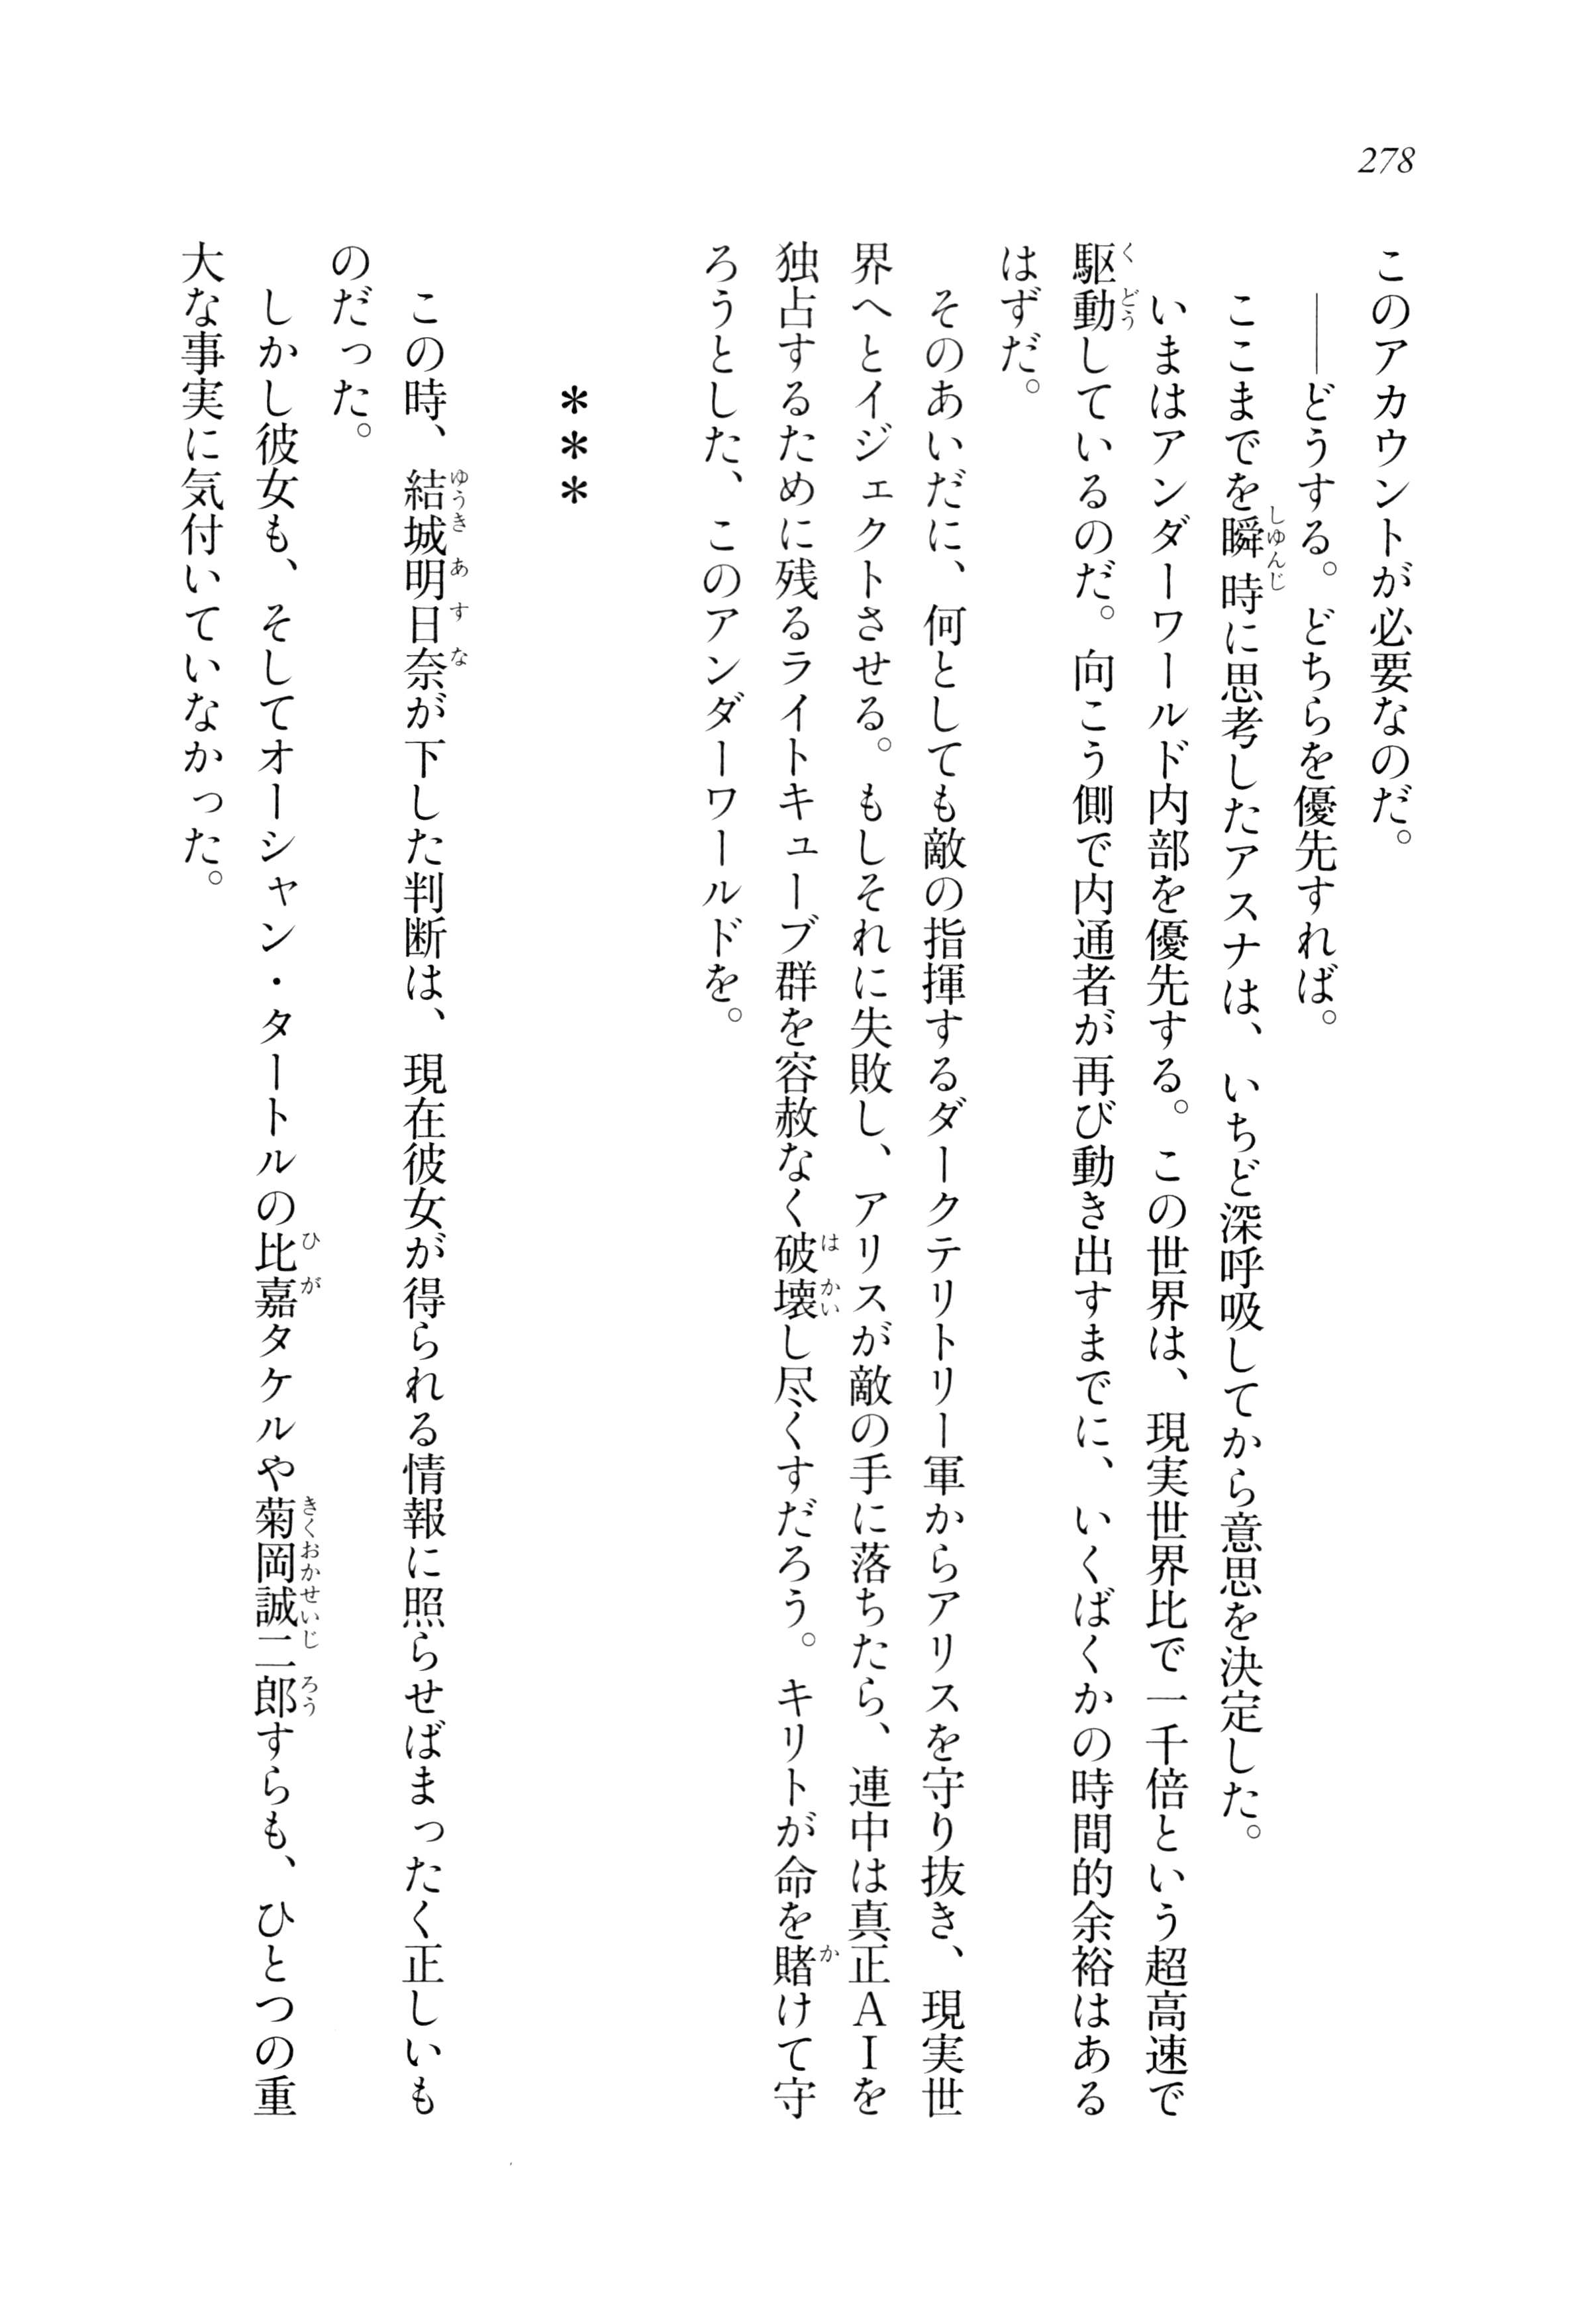 278
このアカウントが必要なのだ。
――どうする。どちらを優先すれば。
ここまでを瞬時に思考したアスナは、いちど深呼吸してから意思を決定した。
いまはアンダーワールド内部を優先する。この世界は、現実世界比で一千倍という超高速で
駆動しているのだ。向こう側で内通者が再び動き出すまでに、いくばくかの時間的余裕はある
はずだ。
そのあいだに、何としても敵の指揮するダークテリトリー軍からアリスを守り抜き、現実世
界へとイジェクトさせる。もしそれに失敗し、アリスが敵の手に落ちたら、連中は真正ＡＩを
独占するために残るライトキューブ群を容赦なく破壊し尽くすだろう。キリトが命を賭けて守
ろうとした、このアンダーワールドを。
＊＊＊
この時、結城明日奈が下した判断は、現在彼女が得られる情報に照らせばまったく正しいも
のだった。
しかし彼女も、そしてオーシャン・タートルの比嘉タケルや菊岡誠二郎すらも、ひとつの重
大な事実に気付いていなかった。